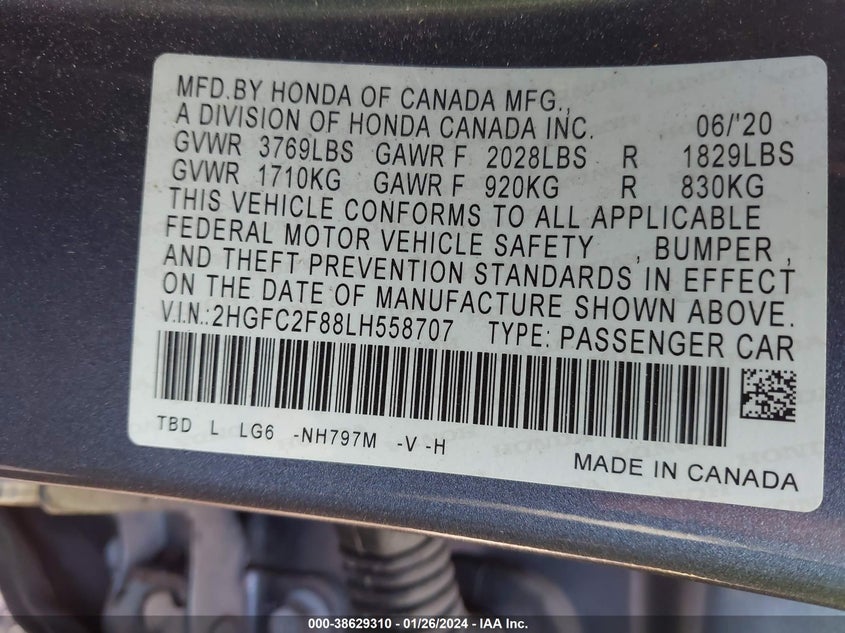 MFD.BY HONDA OF CANADA MFG.,
A DIVISION OF HONDA CANADA INC. 06/'20
GVWR 3769LBS GAWR F 2028LBS R 1829LBS
GVWR 1710KG GAWR F 920KG R 830KG
THIS VEHICLE CONFORMS TO ALL APPLICABLE
FEDERAL MOTOR VEHICLE SAFETY , BUMPER ,
AND THEFT PREVENTION STANDARDS IN EFFECT
ON THE DATE OF MANUFACTURE SHOWN ABOVE.
V.I.N.: 2HGFC2F88LH558707 TYPE: PASSENGER CAR
TBD L LG6 -NH797M -V -H
MADE IN CANADA
000-38629310 - 01/26/2024 - IAA Inc.